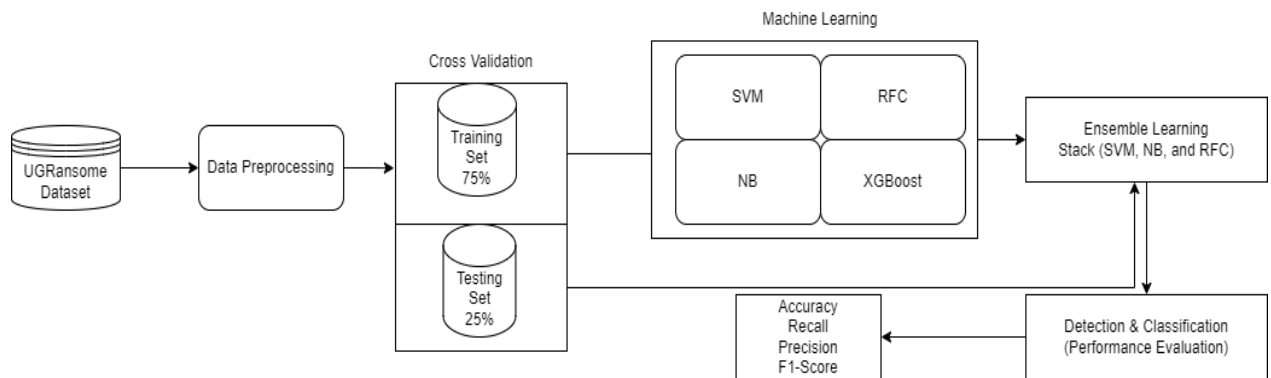 Machine Learning
Cross Validation
UGRansome
Dataset
Data Preprocessing
Training
Set
75%
Testing
Set
25%
SVM
RFC
NB
XGBoost
Ensemble Learning
Stack (SVM, NB, and RFC)
Detection & Classification
(Performance Evaluation)
Accuracy
Recall
Precision
F1-Score